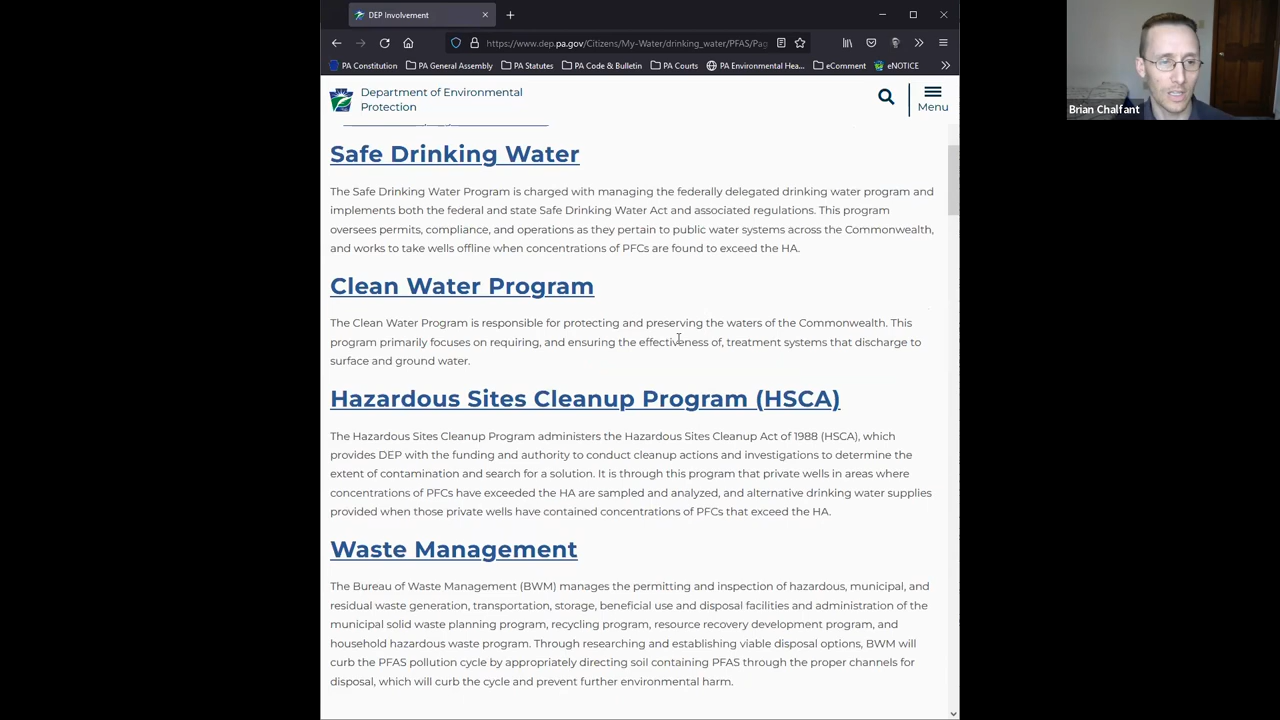 DEP Involvement
https://www.dep.pa.gov/Citizens/My-Water/drinking_water/PFAS/Pag
PA Constitution
PA General Assembly
PA Statutes
PA Code & Bulletin
PA Courts
PA Environmental Hea...
eComment
eNOTICE
Department of Environmental
Protection
Menu
Brian Chalfant
Safe Drinking Water
The Safe Drinking Water Program is charged with managing the federally delegated drinking water program and
implements both the federal and state Safe Drinking Water Act and associated regulations. This program
oversees permits, compliance, and operations as they pertain to public water systems across the Commonwealth,
and works to take wells offline when concentrations of PFCs are found to exceed the HA.
Clean Water Program
The Clean Water Program is responsible for protecting and preserving the waters of the Commonwealth. This
program primarily focuses on requiring, and ensuring the effectiveness of, treatment systems that discharge to
surface and ground water.
Hazardous Sites Cleanup Program (HSCA)
The Hazardous Sites Cleanup Program administers the Hazardous Sites Cleanup Act of 1988 (HSCA), which
provides DEP with the funding and authority to conduct cleanup actions and investigations to determine the
extent of contamination and search for a solution. It is through this program that private wells in areas where
concentrations of PFCs have exceeded the HA are sampled and analyzed, and alternative drinking water supplies
provided when those private wells have contained concentrations of PFCs that exceed the HA.
Waste Management
The Bureau of Waste Management (BWM) manages the permitting and inspection of hazardous, municipal, and
residual waste generation, transportation, storage, beneficial use and disposal facilities and administration of the
municipal solid waste planning program, recycling program, resource recovery development program, and
household hazardous waste program. Through researching and establishing viable disposal options, BWM will
curb the PFAS pollution cycle by appropriately directing soil containing PFAS through the proper channels for
disposal, which will curb the cycle and prevent further environmental harm.